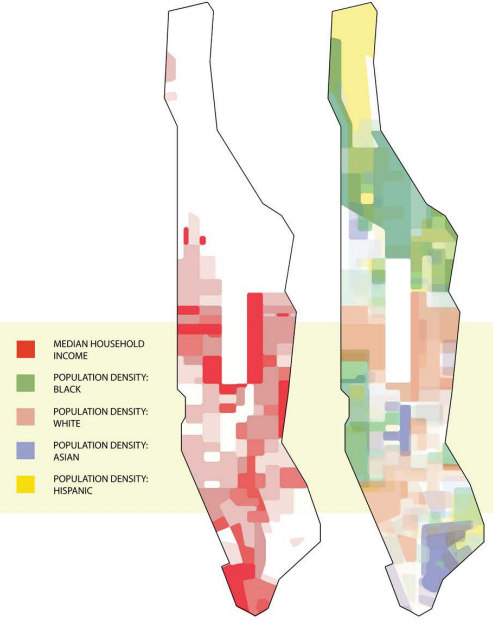 MEDIAN HOUSEHOLD
INCOME
POPULATION DENSITY:
BLACK
POPULATION DENSITY:
WHITE
POPULATION DENSITY:
ASIAN
POPULATION DENSITY:
HISPANIC